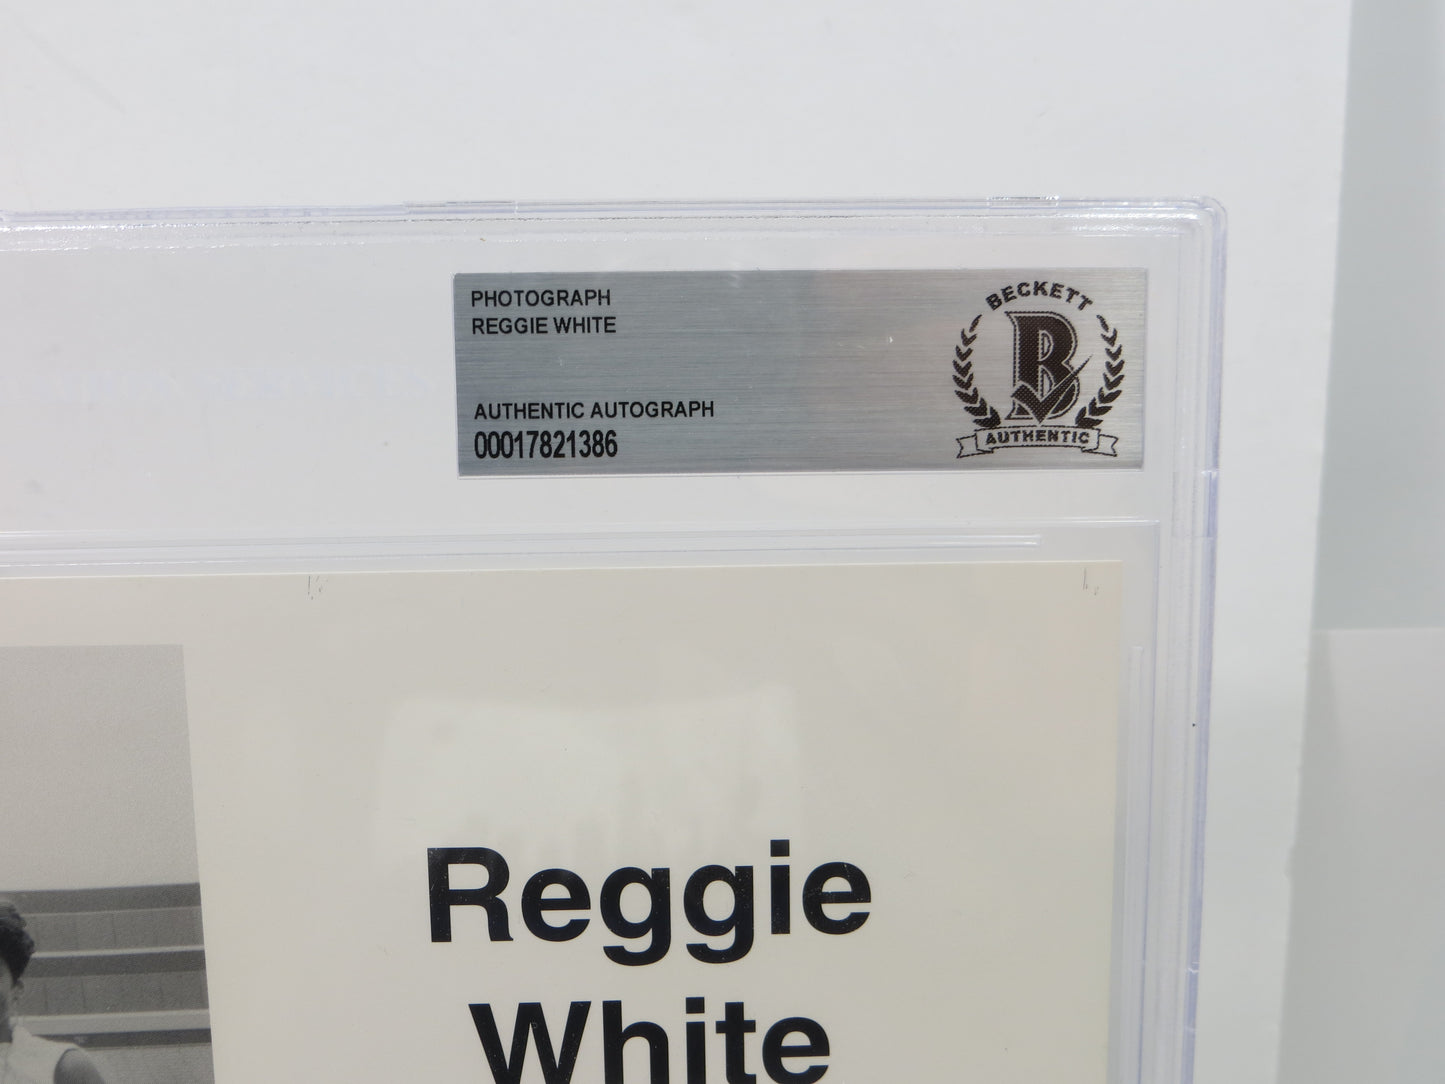 PHOTOGRAPH
REGGIE WHITE
AUTHENTIC AUTOGRAPH
00017821386
BECKETT
B
AUTHENTIC
Reggie
White